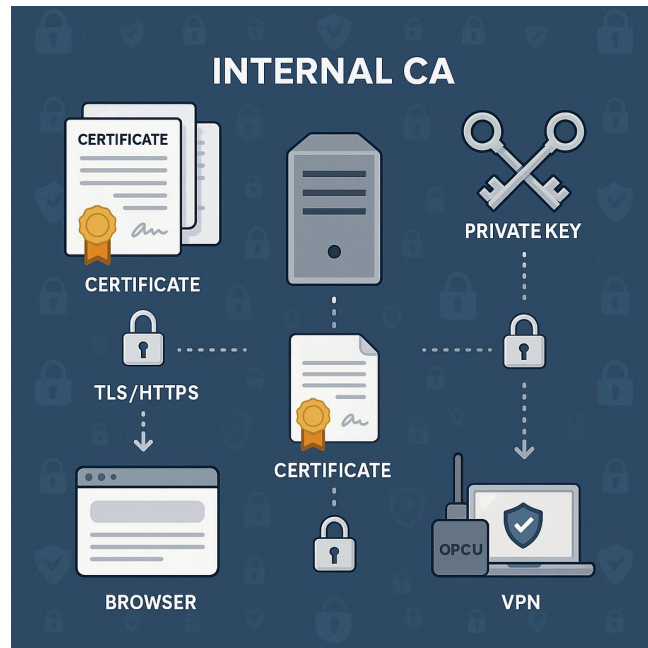 INTERNAL CA
CERTIFICATE
PRIVATE KEY
CERTIFICATE
TLS/HTTPS
CERTIFICATE
OPCU
BROWSER
VPN